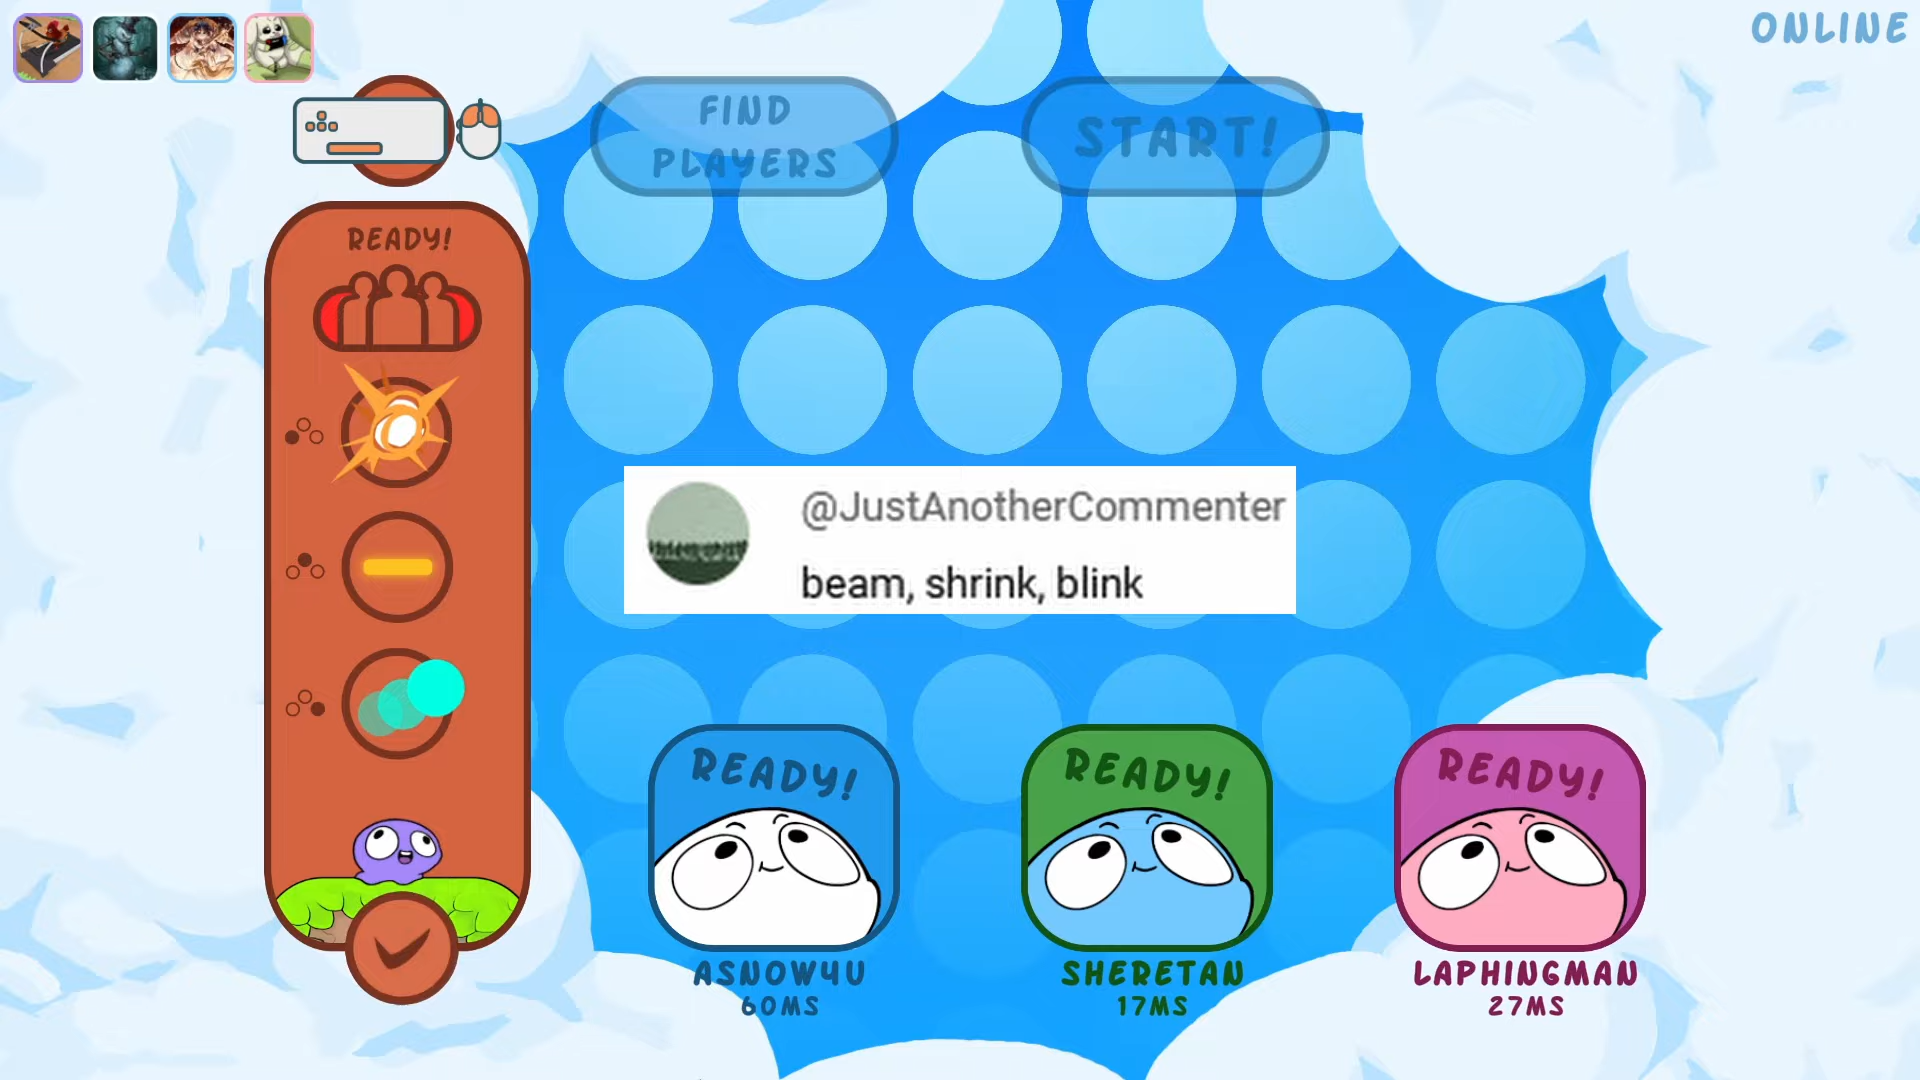 ONLINE
FIND
PLAYERS
START!
READY!
@JustAnotherCommenter
beam, shrink, blink
READY!
ASNOW4U
60MS
READY!
SHERETAN
17MS
READY!
LAPHINGMAN
27MS